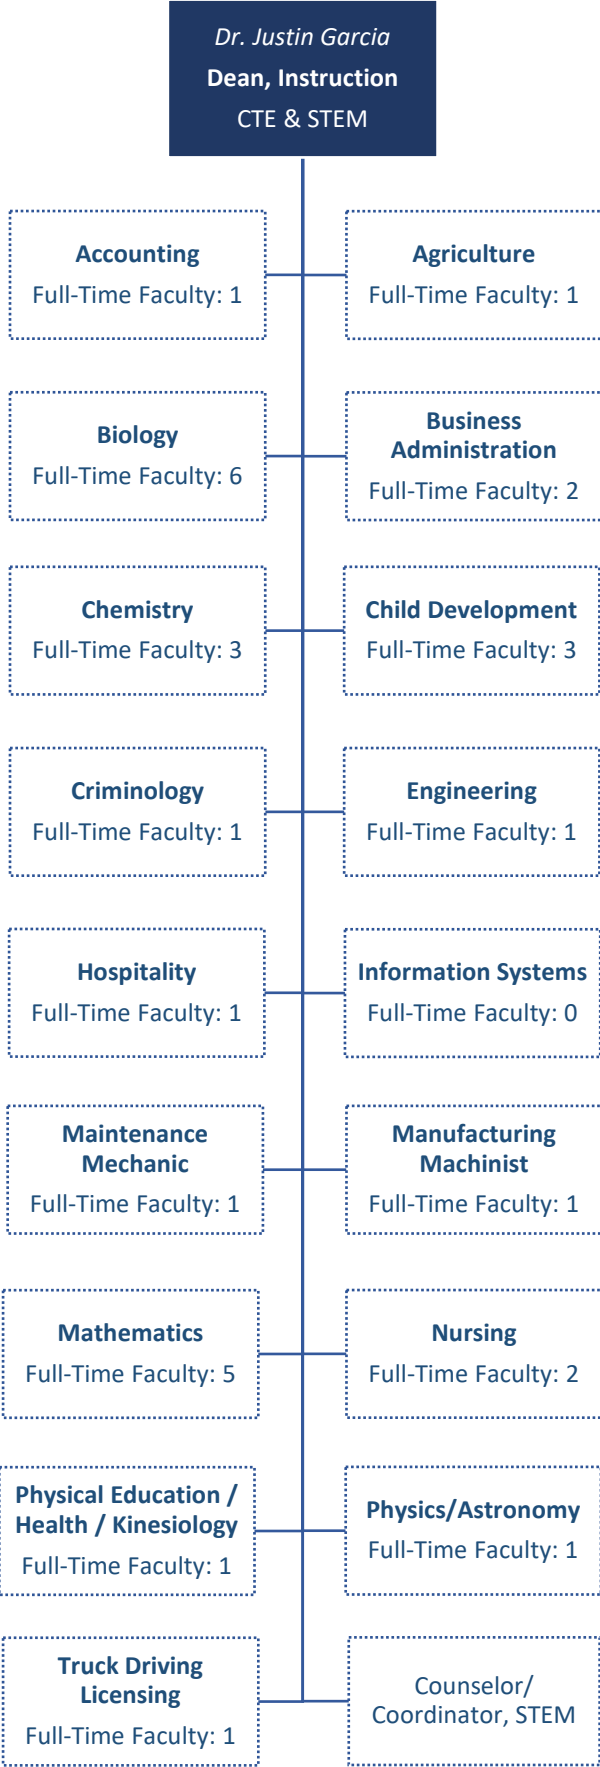 Dr. Justin Garcia
Dean, Instruction
CTE & STEM
Accounting
Full-Time Faculty: 1
Agriculture
Full-Time Faculty: 1
Biology
Full-Time Faculty: 6
Business
Administration
Full-Time Faculty: 2
Chemistry
Full-Time Faculty: 3
Child Development
Full-Time Faculty: 3
Criminology
Full-Time Faculty: 1
Engineering
Full-Time Faculty: 1
Hospitality
Full-Time Faculty: 1
Information Systems
Full-Time Faculty: 0
Maintenance
Mechanic
Full-Time Faculty: 1
Manufacturing
Machinist
Full-Time Faculty: 1
Mathematics
Full-Time Faculty: 5
Nursing
Full-Time Faculty: 2
Physical Education /
Health / Kinesiology
Full-Time Faculty: 1
Physics/Astronomy
Full-Time Faculty: 1
Truck Driving
Licensing
Full-Time Faculty: 1
Counselor/
Coordinator, STEM